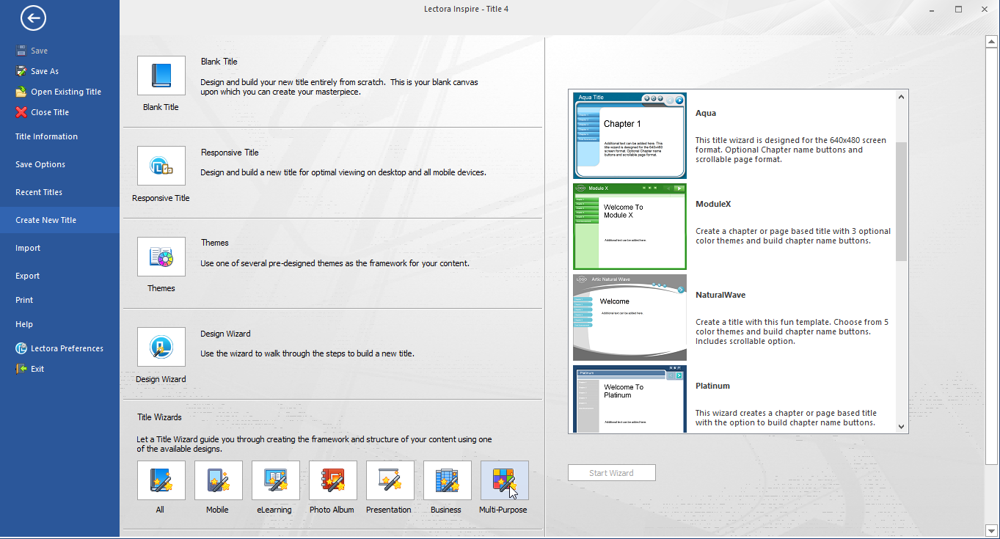 Lectora Inspire - Title 4
Save
Save As
Open Existing Title
Close Title
Title Information
Save Options
Recent Titles
Create New Title
Import
Export
Print
Help
Lectora Preferences
Exit
Blank Title
Design and build your new title entirely from scratch.  This is your blank canvas
upon which you can create your masterpiece.
Blank Title
Responsive Title
Design and build a new title for optimal viewing on desktop and all mobile devices.
Responsive Title
Themes
Use one of several pre-designed themes as the framework for your content.
Themes
Design Wizard
Use the wizard to walk through the steps to build a new title.
Design Wizard
Title Wizards
Let a Title Wizard guide you through creating the framework and structure of your content using one
of the available designs.
All
Mobile
eLearning
Photo Album
Presentation
Business
Multi-Purpose
Aqua Title
Chapter 1
Additional text can be added here. This
title wizard is designed for the 640x480
screen format. Optional Chapter name
buttons and scrollable page format.
Aqua
This title wizard is designed for the 640x480 screen
format. Optional Chapter name buttons and
scrollable page format.
LOGO
Module X
Welcome To
Module X
Additional text can be added here.
ModuleX
Create a chapter or page based title with 3 optional
color themes and build chapter name buttons.
LOGO
Artic Natural Wave
Welcome
Additional text can be added here.
NaturalWave
Create a title with this fun template. Choose from 5
color themes and build chapter name buttons.
Includes scrollable option.
Platinum
Welcome To
Platinum
Additional text can be added here.
Platinum
This wizard creates a chapter or page based title
with the option to build chapter name buttons.
Start Wizard